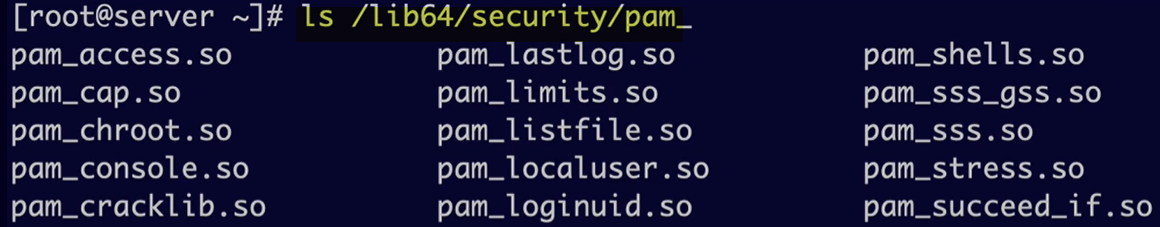 [root@server ~]# ls /lib64/security/pam_
pam_access.so pam_lastlog.so pam_shells.so
pam_cap.so pam_limits.so pam_sss_gss.so
pam_chroot.so pam_listfile.so pam_sss.so
pam_console.so pam_localuser.so pam_stress.so
pam_cracklib.so pam_loginuid.so pam_succeed_if.so